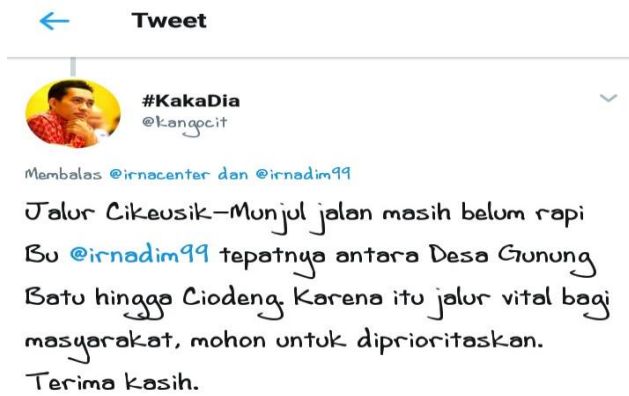 Tweet
#KakaDia
@kangocit
Membalas @irnacenter dan @irnadim99
Jalur Cikeusik-Munjul jalan masih belum rapi
Bu @irnadim99 tepatnya antara Desa Gunung
Batu hingga Ciodeng. Karena itu jalur vital bagi
masyarakat, mohon untuk diprioritaskan.
Terima kasih.